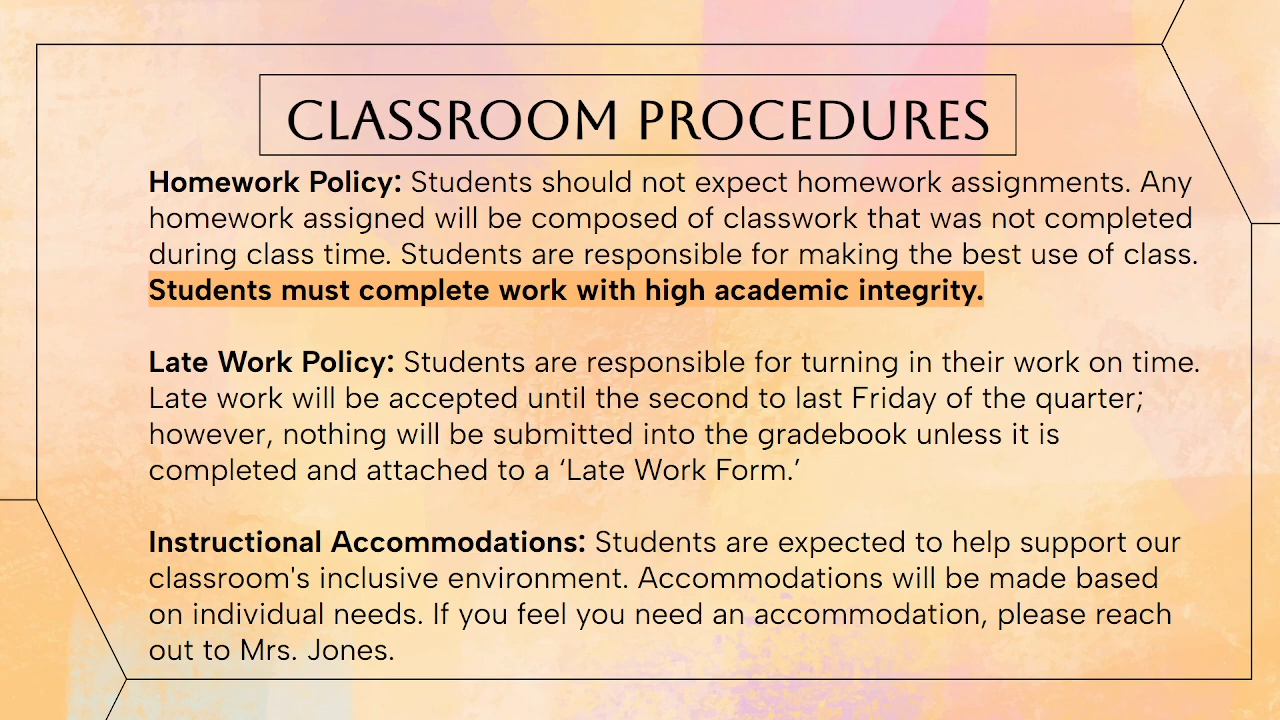 CLASSROOM PROCEDURES
Homework Policy: Students should not expect homework assignments. Any
homework assigned will be composed of classwork that was not completed
during class time. Students are responsible for making the best use of class.
Students must complete work with high academic integrity.
Late Work Policy: Students are responsible for turning in their work on time.
Late work will be accepted until the second to last Friday of the quarter;
however, nothing will be submitted into the gradebook unless it is
completed and attached to a ‘Late Work Form.’
Instructional Accommodations: Students are expected to help support our
classroom's inclusive environment. Accommodations will be made based
on individual needs. If you feel you need an accommodation, please reach
out to Mrs. Jones.